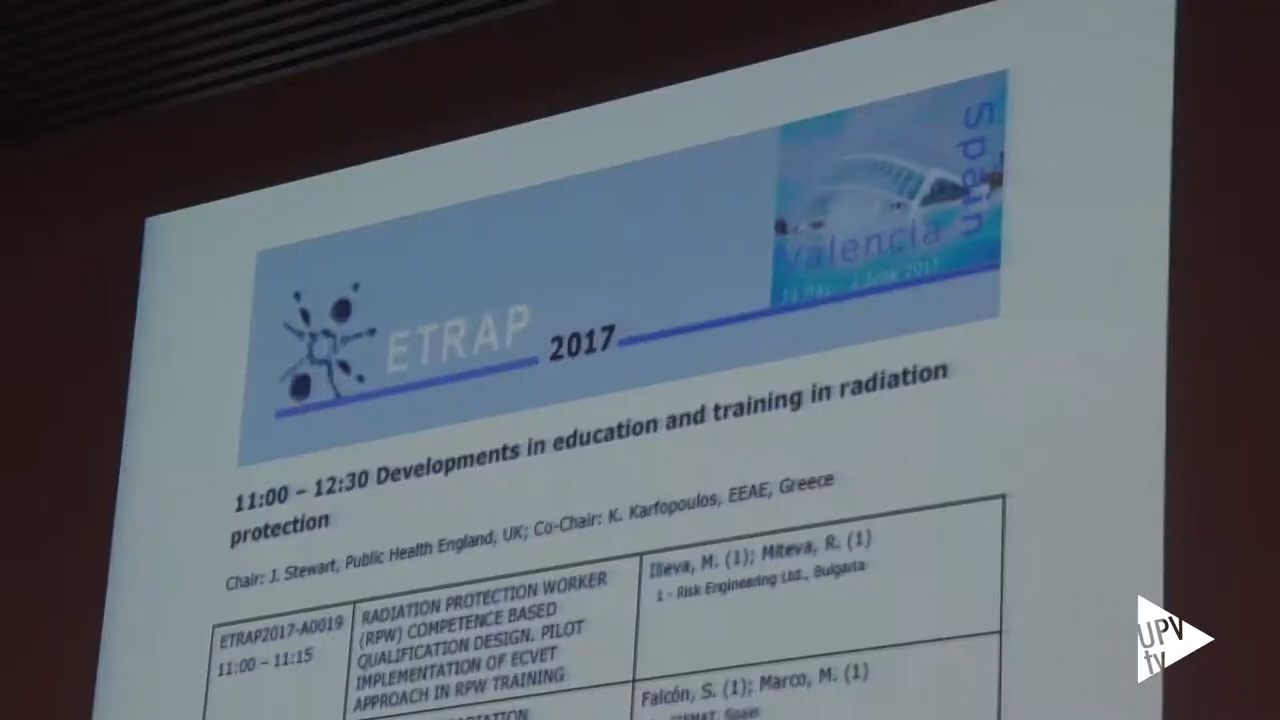 Spain
Valencia
ETRAP 2017
11:00 – 12:30 Developments in education and training in radiation
protection
Chair: J. Stewart, Public Health England, UK; Co-Chair: K. Karfopoulos, EEAE, Greece
ETRAP2017-A0019
11:00 – 11:15
RADIATION PROTECTION WORKER
(RPW) COMPETENCE BASED
QUALIFICATION DESIGN. PILOT
IMPLEMENTATION OF ECVET
APPROACH IN RPW TRAINING
Ilieva, M. (1); Miteva, R. (1)
1 - Risk Engineering Ltd., Bulgaria
RADIATION
Falcón, S. (1); Marco, M. (1)
Spain
UPV
tv